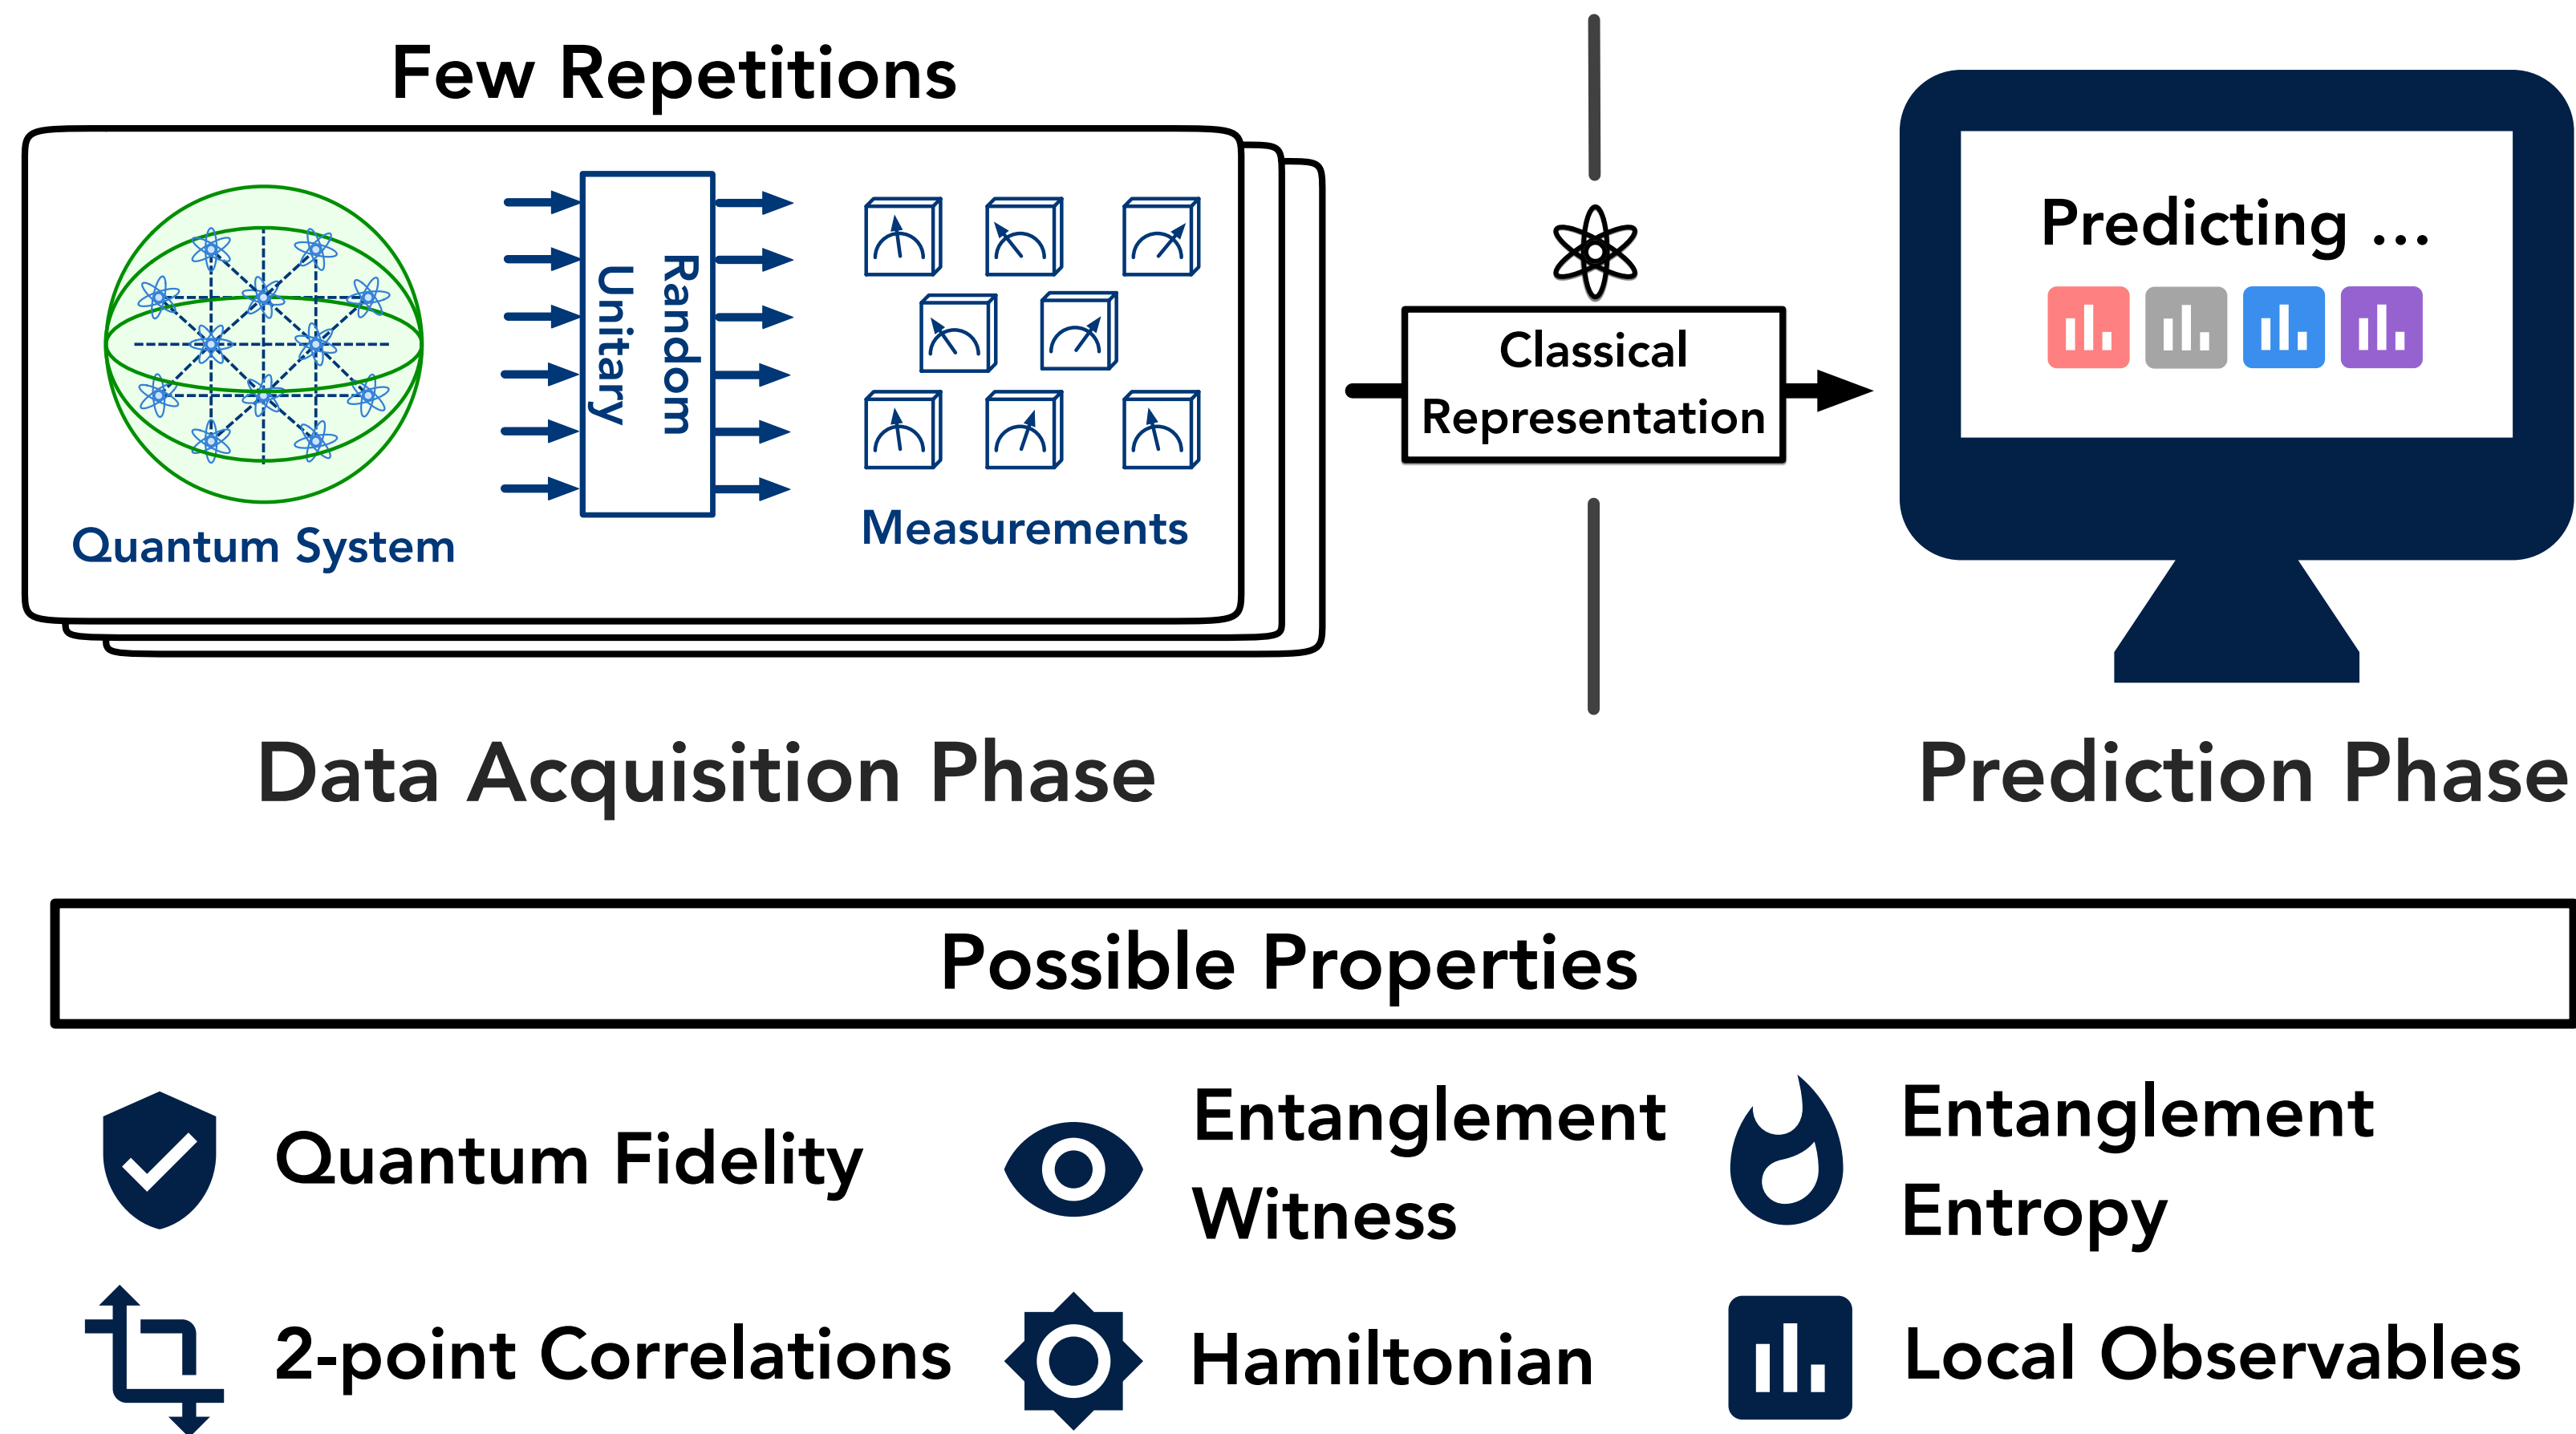 Few Repetitions
Quantum System
Random
Unitary
Measurements
Classical
Representation
Predicting ...
Data Acquisition Phase
Prediction Phase
Possible Properties
Quantum Fidelity
Entanglement
Witness
Entanglement
Entropy
2-point Correlations
Hamiltonian
Local Observables